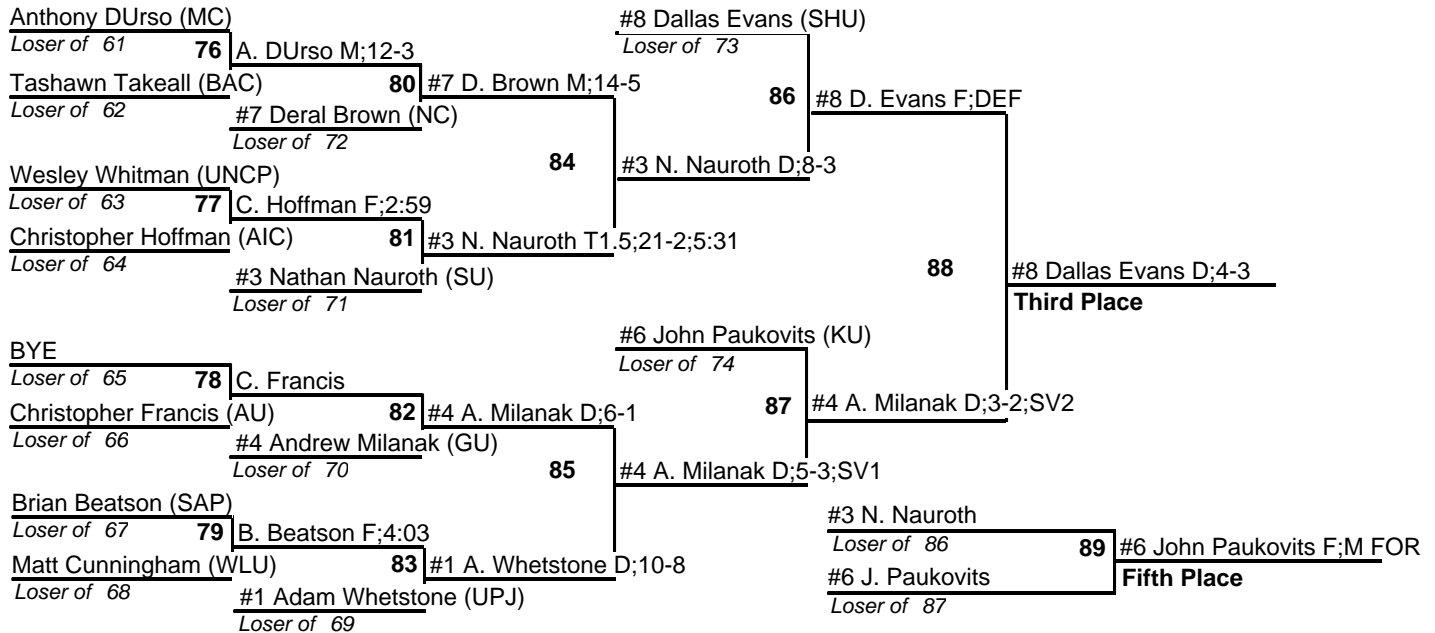 Anthony DUrso (MC)
Loser of 61
76
A. DUrso M;12-3
Tashawn Takeall (BAC)
Loser of 62
80
#7 D. Brown M;14-5
#7 Deral Brown (NC)
Loser of 72
Wesley Whitman (UNCP)
Loser of 63
77
C. Hoffman F;2:59
Christopher Hoffman (AIC)
Loser of 64
81
#3 N. Nauroth T1.5;21-2;5:31
#3 Nathan Nauroth (SU)
Loser of 71
84
#3 N. Nauroth D;8-3
#8 Dallas Evans (SHU)
Loser of 73
86
#8 D. Evans F;DEF
BYE
Loser of 65
78
C. Francis
Christopher Francis (AU)
Loser of 66
82
#4 A. Milanak D;6-1
#4 Andrew Milanak (GU)
Loser of 70
Brian Beatson (SAP)
Loser of 67
79
B. Beatson F;4:03
Matt Cunningham (WLU)
Loser of 68
83
#1 A. Whetstone D;10-8
#1 Adam Whetstone (UPJ)
Loser of 69
85
#4 A. Milanak D;5-3;SV1
#6 John Paukovits (KU)
Loser of 74
87
#4 A. Milanak D;3-2;SV2
88
#8 Dallas Evans D;4-3
Third Place
#3 N. Nauroth
Loser of 86
89
#6 John Paukovits F;M FOR
#6 J. Paukovits
Loser of 87
Fifth Place